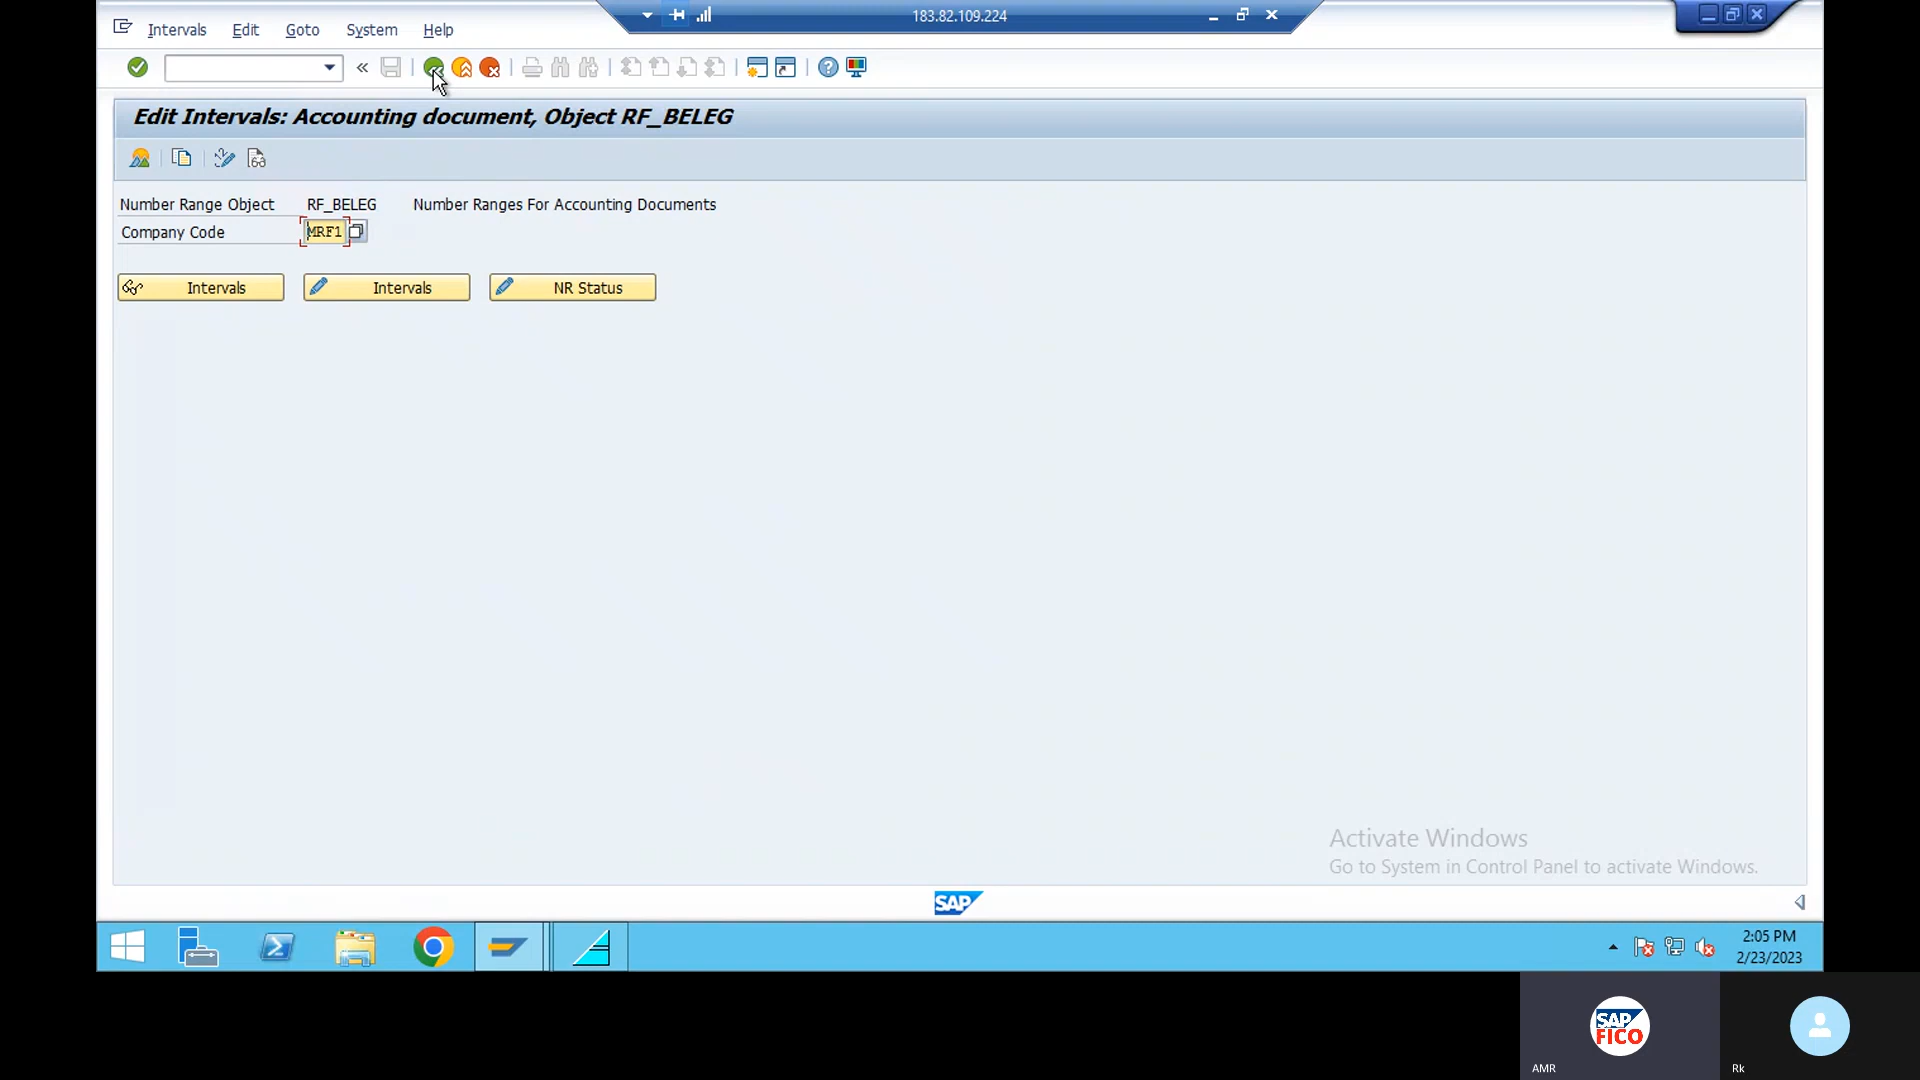 183.82.109.224
Intervals Edit Goto System Help
Edit Intervals: Accounting document, Object RF_BELEG
Number Range Object RF_BELEG Number Ranges For Accounting Documents
Company Code MRF1
Intervals Intervals NR Status
Activate Windows
Go to System in Control Panel to activate Windows.
SAP
2:05 PM
2/23/2023
SAP
FICO
AMR Rk